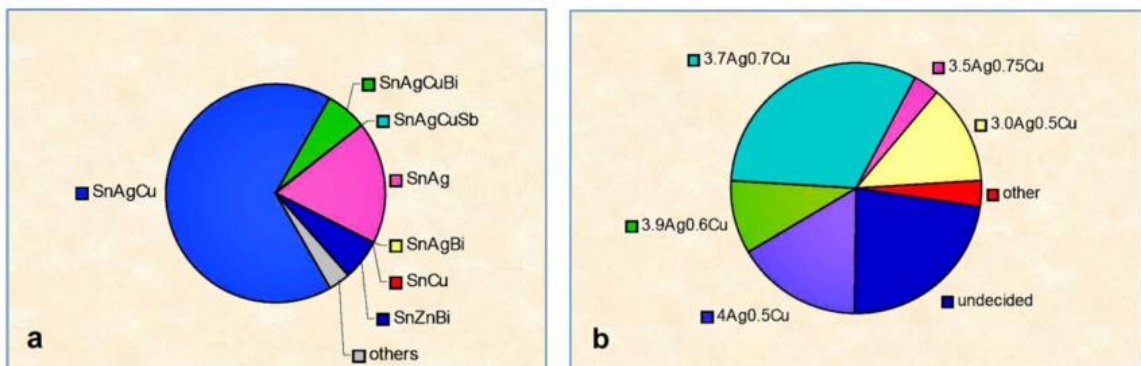 SnAgCuBi
SnAgCuSb
SnAgCu
SnAg
SnAgBi
SnCu
SnZnBi
others
a
3.7Ag0.7Cu
3.5Ag0.75Cu
3.0Ag0.5Cu
other
3.9Ag0.6Cu
undecided
4Ag0.5Cu
b